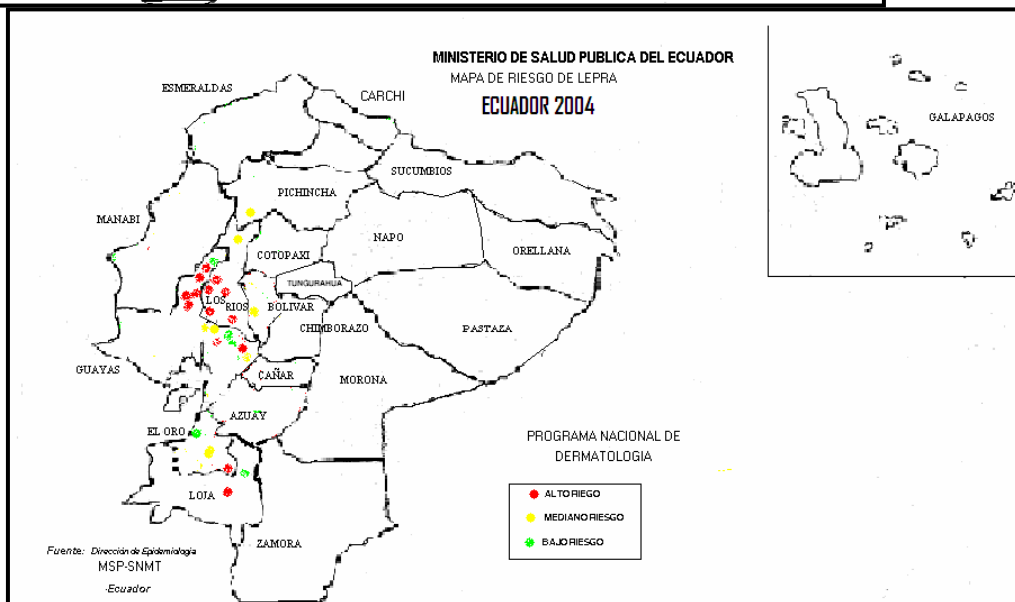 MINISTERIO DE SALUD PUBLICA DEL ECUADOR
MAPA DE RIESGO DE LEPRA
ECUADOR 2004
ESMERALDAS
CARCHI
GALAPAGOS
SUCUMBIOS
PICHINCHA
MANABI
NAPO
ORELLANA
COTOPAXI
TUNGURAHUA
LOS
RIOS
BOLIVAR
CHIMBORAZO
PASTAZA
GUAYAS
CAÑAR
MORONA
AZUAY
EL ORO
PROGRAMA NACIONAL DE
DERMATOLOGIA
LOJA
ALTO RIEGO
MEDIANO RIESGO
BAJO RIESGO
ZAMORA
Fuente: Dirección de Epidemiologia
MSP-SNMT
-Ecuador